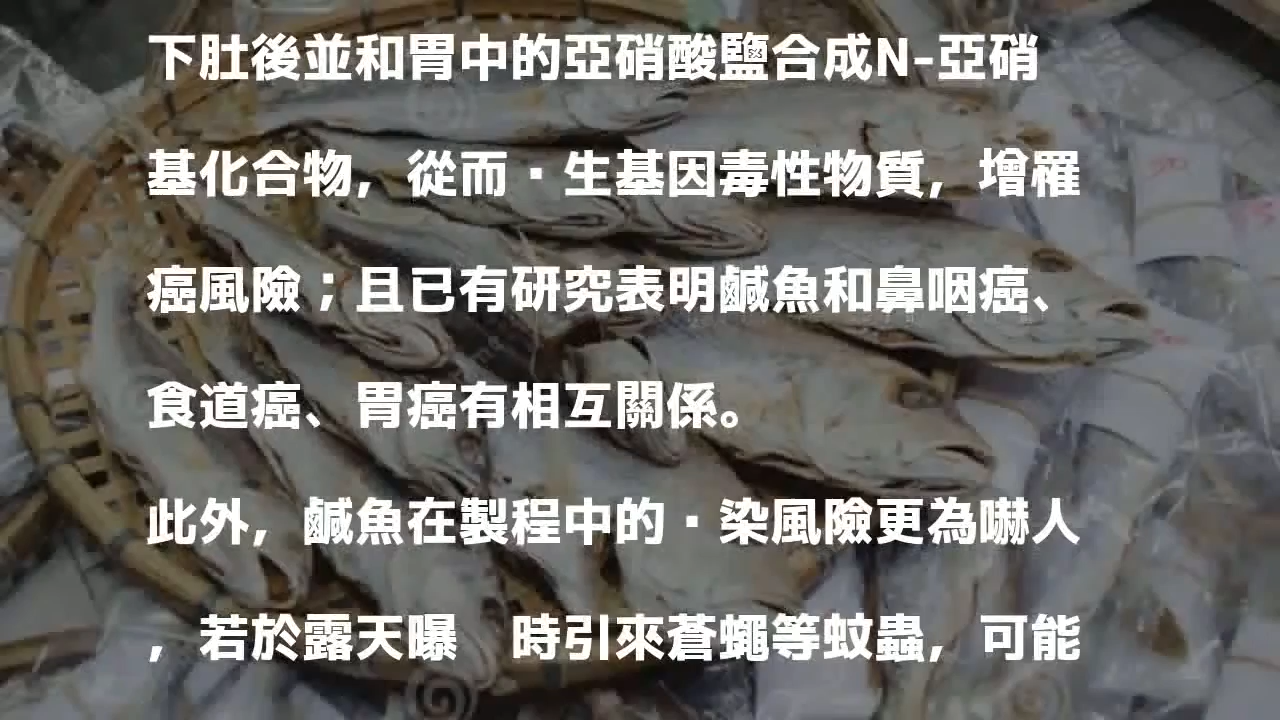 下肚後並和胃中的亞硝酸鹽合成N-亞硝
基化合物，從而▪生基因毒性物質，增罹
癌風險；且已有研究表明鹹魚和鼻咽癌、
食道癌、胃癌有相互關係。
此外，鹹魚在製程中的▪染風險更為嚇人
，若於露天曝　時引來蒼蠅等蚊蟲，可能